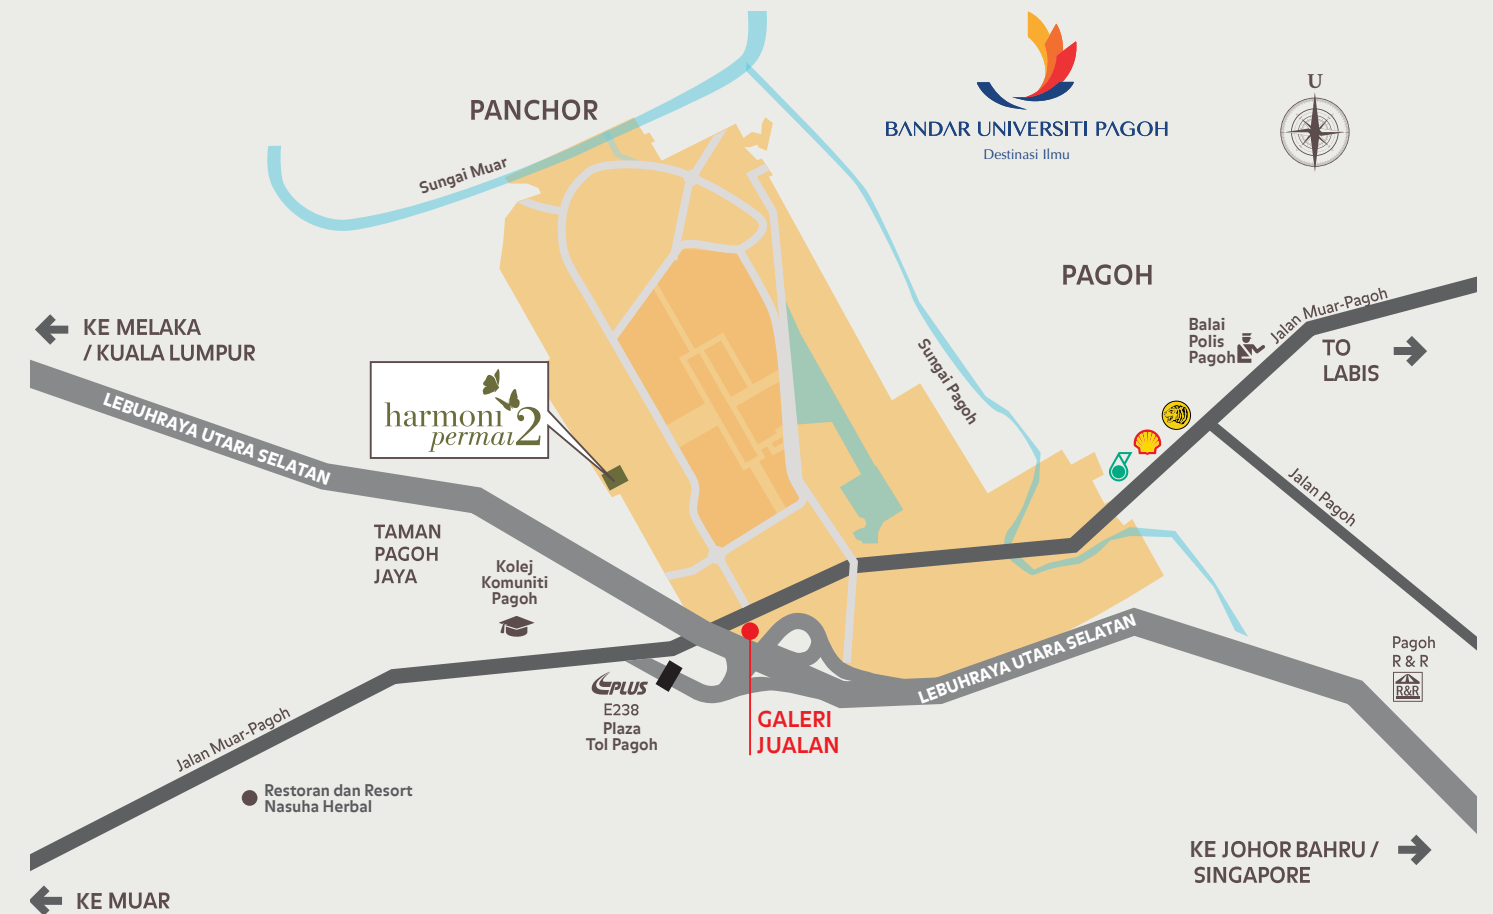 U
PANCHOR
BANDAR UNIVERSITI PAGOH
Destinasi Ilmu
Sungai Muar
PAGOH
Jalan Muar-Pagoh
Balai
Polis
Pagoh
TO
LABIS
KE MELAKA
/ KUALA LUMPUR
LEBUHRAYA UTARA SELATAN
harmoni
permai 2
Sungai Pagoh
Jalan Pagoh
TAMAN
PAGOH
JAYA
Kolej
Komuniti
Pagoh
LEBUHRAYA UTARA SELATAN
Pagoh
R & R
R&R
PLUS
E238
Plaza
Tol Pagoh
GALERI
JUALAN
Jalan Muar-Pagoh
Restoran dan Resort
Nasuha Herbal
KE JOHOR BAHRU /
SINGAPORE
KE MUAR